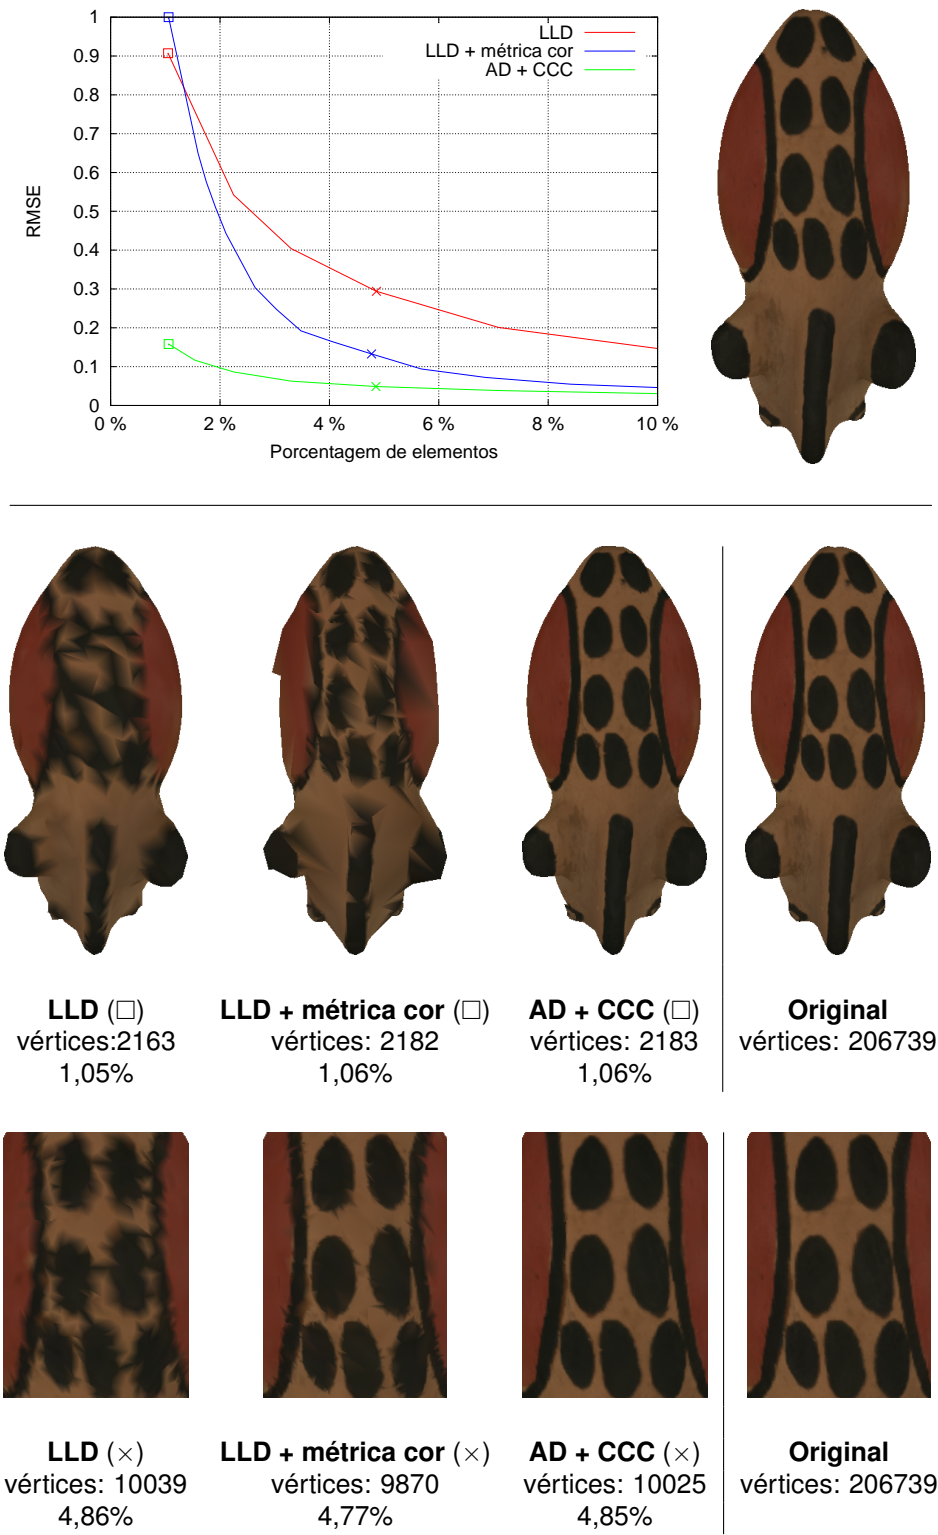 LLD
LLD + métrica cor
AD + CCC
1
0.9
0.8
0.7
0.6
0.5
0.4
0.3
0.2
0.1
0
RMSE
0 % 2 % 4 % 6 % 8 % 10 %
Porcentagem de elementos
LLD (□) LLD + métrica cor (□) AD + CCC (□) Original
vértices:2163 vértices: 2182 vértices: 2183 vértices: 206739
1,05% 1,06% 1,06%
LLD (×) LLD + métrica cor (×) AD + CCC (×) Original
vértices: 10039 vértices: 9870 vértices: 10025 vértices: 206739
4,86% 4,77% 4,85%